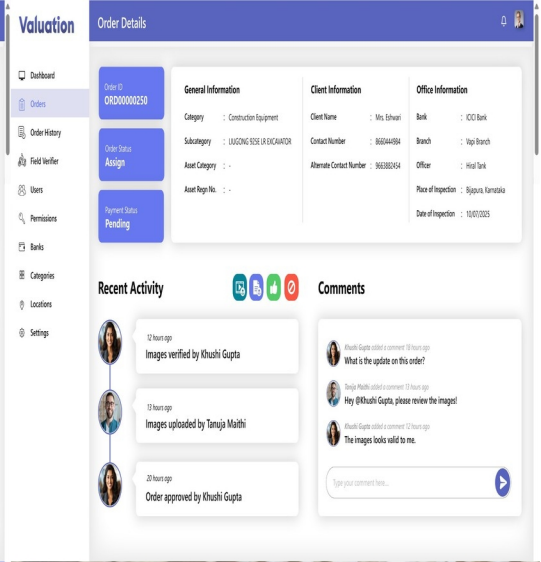 Valuation
Order Details
Dashboard
Orders
Order History
Field Verifier
Users
Permissions
Banks
Categories
Locations
Settings
Order ID
ORD00000250
Order Status
Assign
Payment Status
Pending
General Information
Category : Construction Equipment
Subcategory : LIUGONG 925E LR EXCAVATOR
Asset Category : -
Asset Regn No. : -
Client Information
Client Name : Mrs. Eshwari
Contact Number : 8660444984
Alternate Contact Number : 9663882454
Office Information
Bank : ICICI Bank
Branch : Vapi Branch
Officer : Hiral Tank
Place of Inspection : Bijapura, Karnataka
Date of Inspection : 10/07/2025
Recent Activity
12 hours ago
Images verified by Khushi Gupta
13 hours ago
Images uploaded by Tanuja Maithi
20 hours ago
Order approved by Khushi Gupta
Comments
Khushi Gupta added a comment 18 hours ago
What is the update on this order?
Tanuja Maithi added a comment 13 hours ago
Hey @Khushi Gupta, please review the images!
Khushi Gupta added a comment 12 hours ago
The images looks valid to me.
Type your comment here...